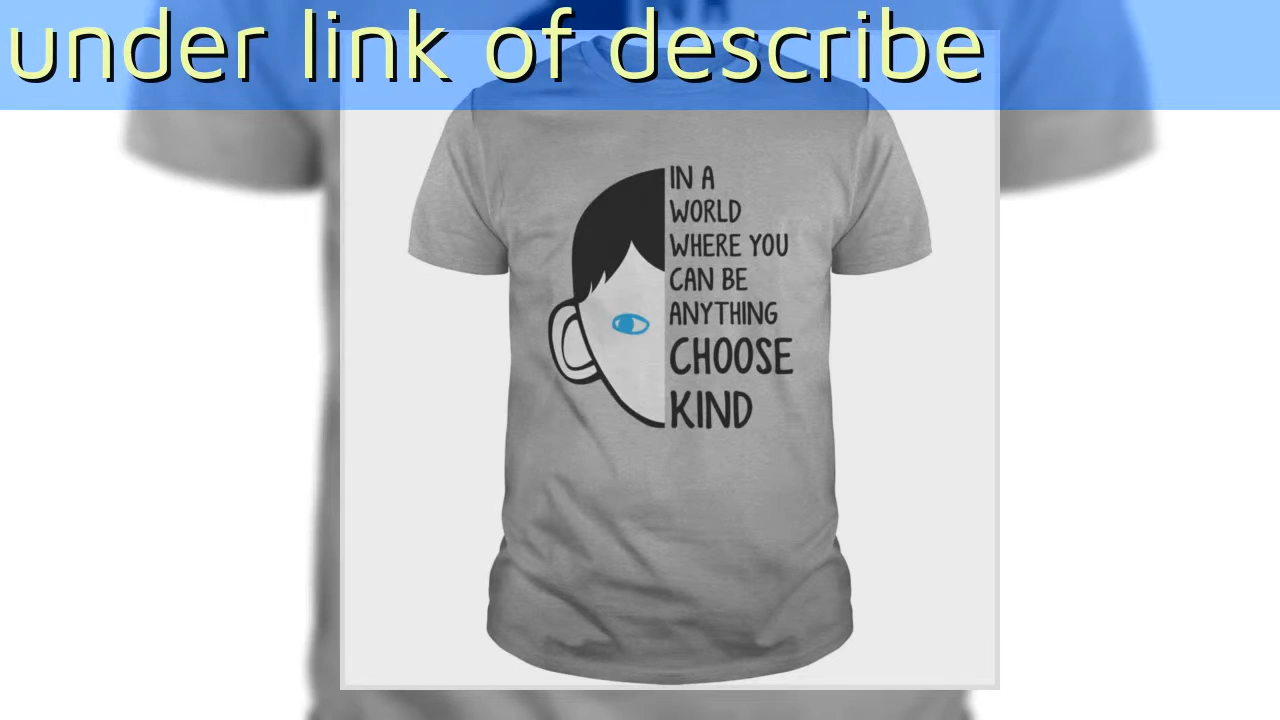 under link of describe
IN A
WORLD
WHERE YOU
CAN BE
ANYTHING
CHOOSE
KIND